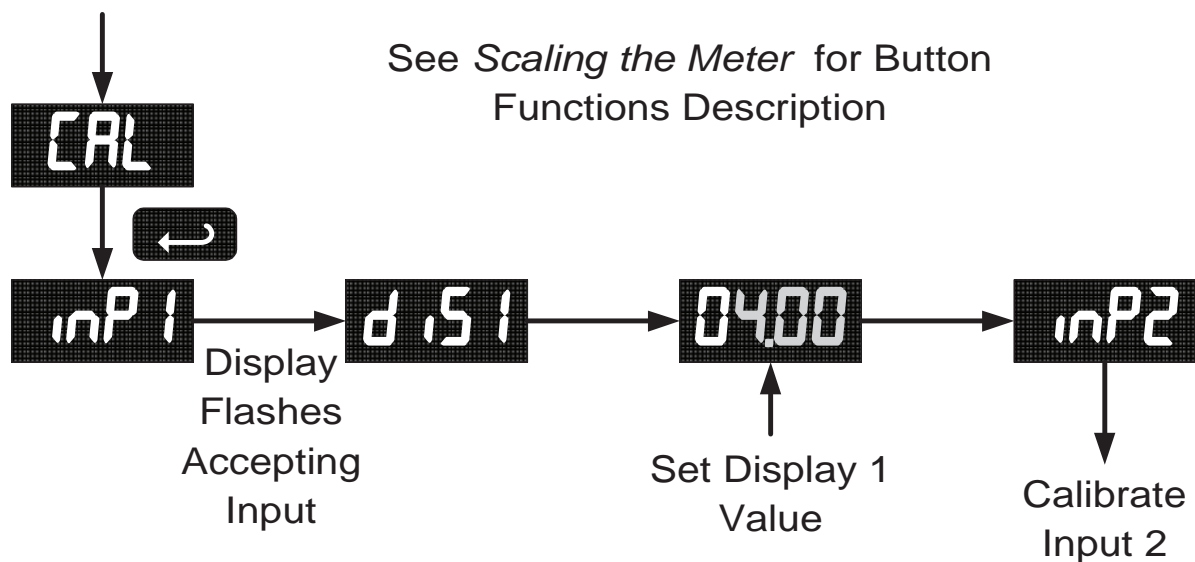 See Scaling the Meter for Button
Functions Description
CAL
inP1
diS1
04.00
inP2
Display
Flashes
Accepting
Input
Set Display 1
Value
Calibrate
Input 2